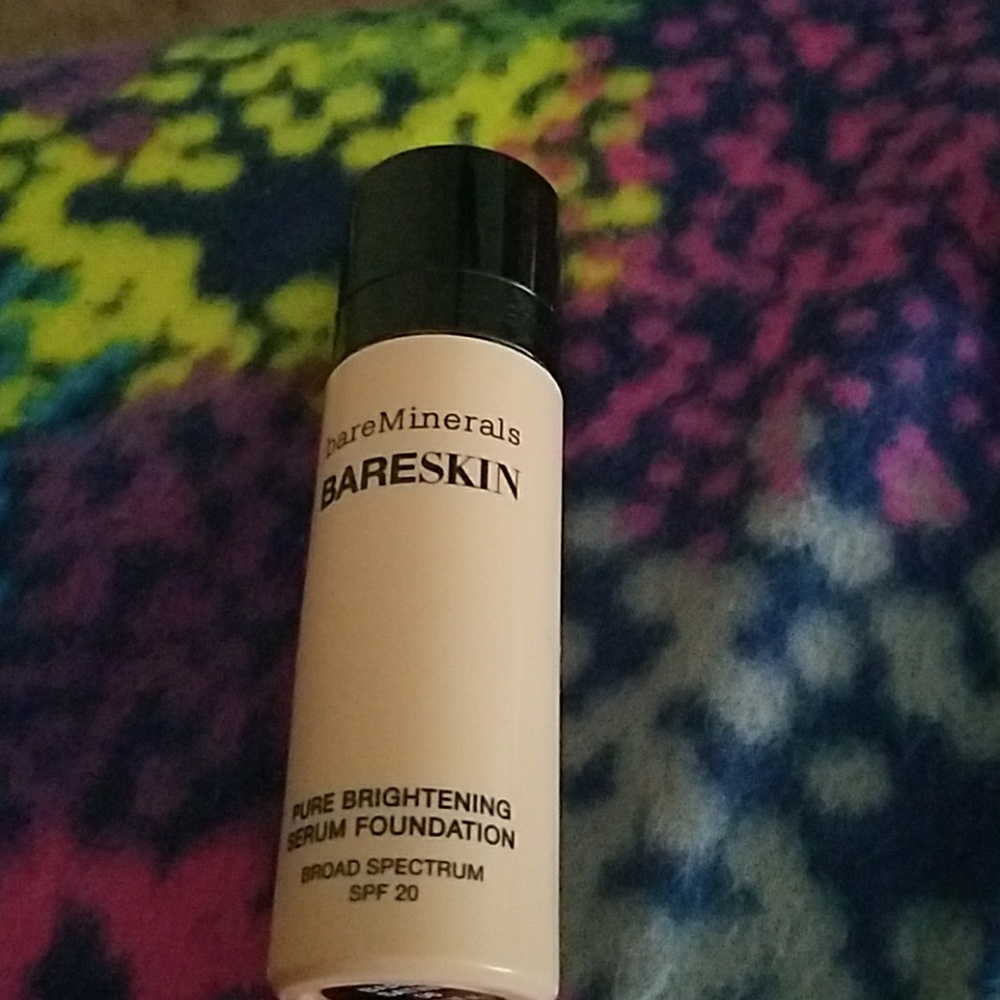 bareMinerals
BARESKIN
PURE BRIGHTENING
SERUM FOUNDATION
BROAD SPECTRUM
SPF 20